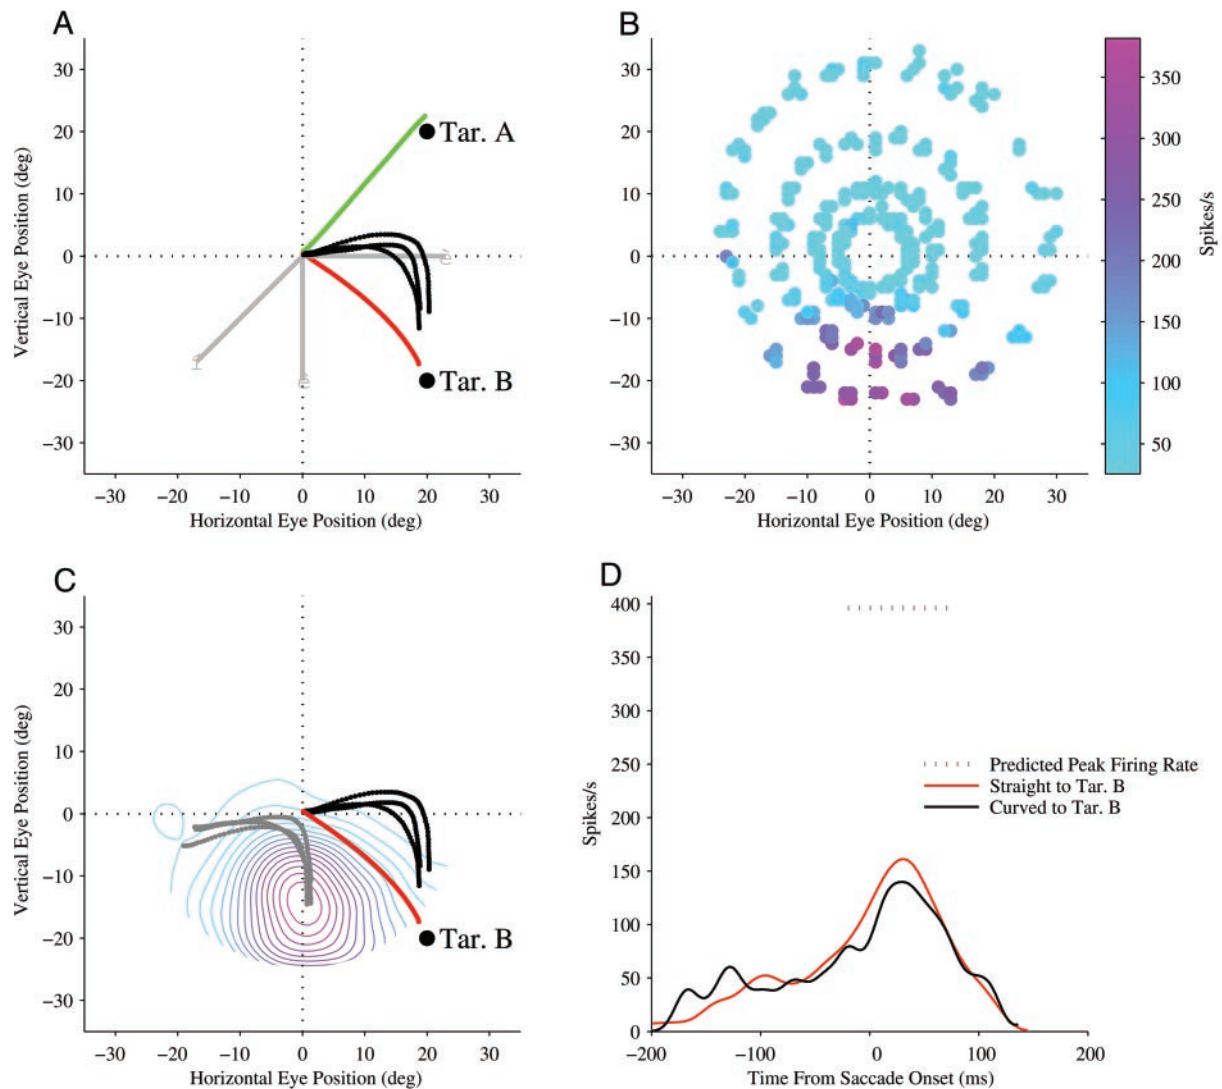 A
Vertical Eye Position (deg)
30
20
10
0
−10
−20
−30
Tar. A
Tar. B
−30 −20 −10 0 10 20 30
Horizontal Eye Position (deg)
B
30
20
10
0
−10
−20
−30
−30 −20 −10 0 10 20 30
Horizontal Eye Position (deg)
350
300
250
200
150
100
50
Spikes/s
C
Vertical Eye Position (deg)
30
20
10
0
−10
−20
−30
Tar. B
−30 −20 −10 0 10 20 30
Horizontal Eye Position (deg)
D
Spikes/s
400
350
300
250
200
150
100
50
0
Predicted Peak Firing Rate
Straight to Tar. B
Curved to Tar. B
−200 −100 0 100 200
Time From Saccade Onset (ms)